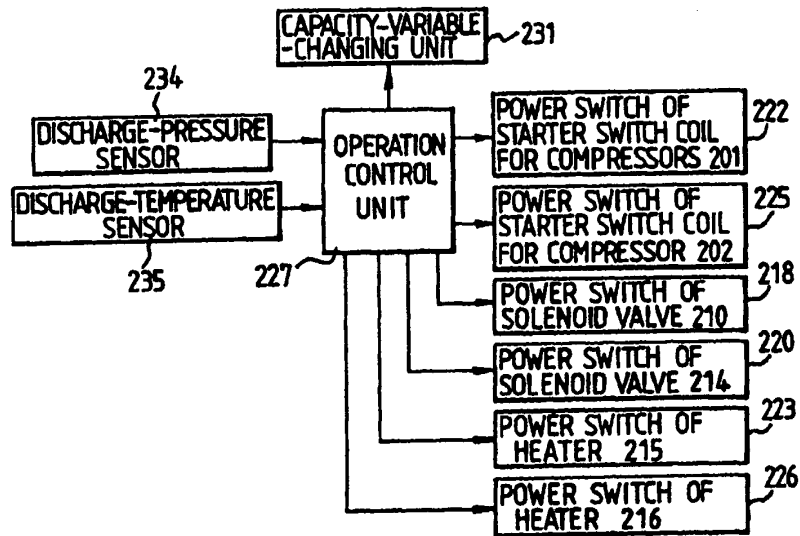 CAPACITY-VARIABLE
-CHANGING UNIT
231
234
DISCHARGE-PRESSURE
SENSOR
DISCHARGE-TEMPERATURE
SENSOR
235
OPERATION
CONTROL
UNIT
227
POWER SWITCH OF
STARTER SWITCH COIL
FOR COMPRESSORS 201
222
POWER SWITCH OF
STARTER SWITCH COIL
FOR COMPRESSOR 202
225
POWER SWITCH OF
SOLENOID VALVE 210
218
POWER SWITCH OF
SOLENOID VALVE 214
220
POWER SWITCH OF
HEATER 215
223
POWER SWITCH OF
HEATER 216
226